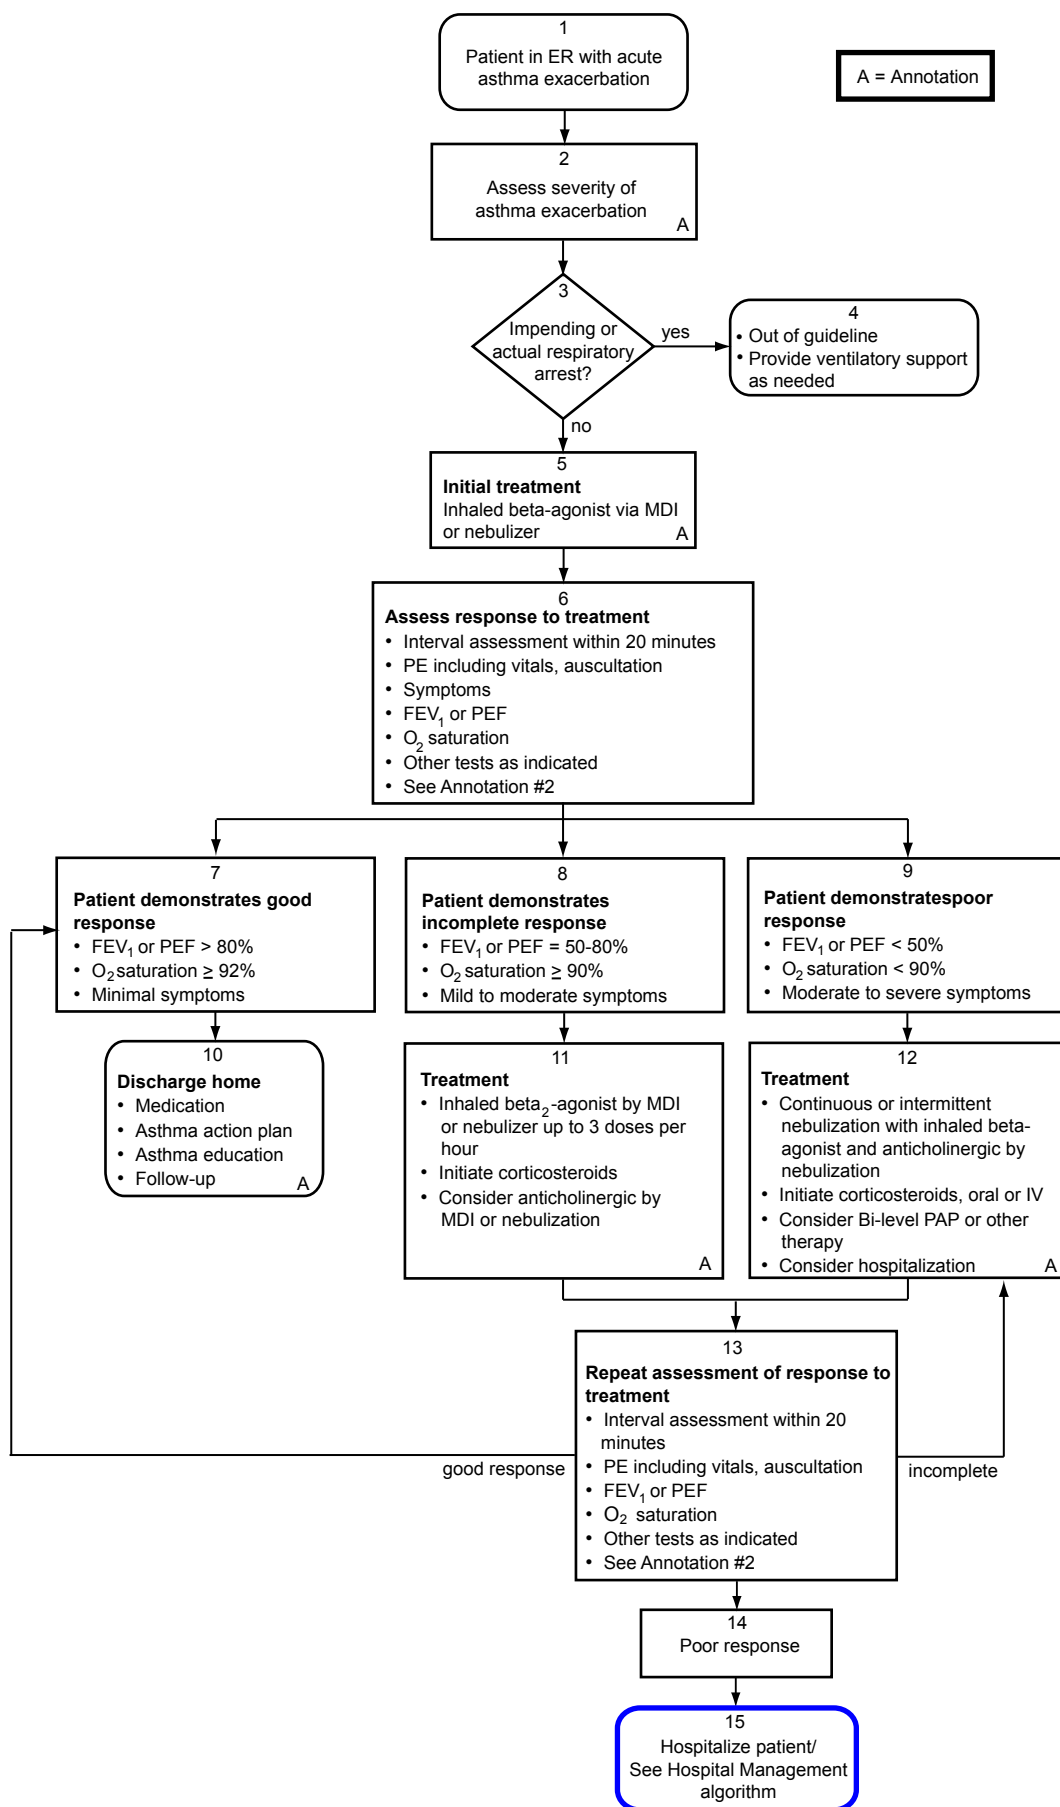 1
Patient in ER with acute
asthma exacerbation
A = Annotation
2
Assess severity of
asthma exacerbation
A
3
Impending or
actual respiratory
arrest?
yes
4
• Out of guideline
• Provide ventilatory support
as needed
no
5
Initial treatment
Inhaled beta-agonist via MDI
or nebulizer
A
6
Assess response to treatment
• Interval assessment within 20 minutes
• PE including vitals, auscultation
• Symptoms
• FEV₁ or PEF
• O₂ saturation
• Other tests as indicated
• See Annotation #2
7
Patient demonstrates good
response
• FEV₁ or PEF > 80%
• O₂ saturation ≥ 92%
• Minimal symptoms
8
Patient demonstrates
incomplete response
• FEV₁ or PEF = 50-80%
• O₂ saturation ≥ 90%
• Mild to moderate symptoms
9
Patient demonstratespoor
response
• FEV₁ or PEF < 50%
• O₂ saturation < 90%
• Moderate to severe symptoms
10
Discharge home
• Medication
• Asthma action plan
• Asthma education
• Follow-up
A
11
Treatment
• Inhaled beta₂-agonist by MDI
or nebulizer up to 3 doses per
hour
• Initiate corticosteroids
• Consider anticholinergic by
MDI or nebulization
A
12
Treatment
• Continuous or intermittent
nebulization with inhaled beta-
agonist and anticholinergic by
nebulization
• Initiate corticosteroids, oral or IV
• Consider Bi-level PAP or other
therapy
• Consider hospitalization
A
13
Repeat assessment of response to
treatment
• Interval assessment within 20
minutes
• PE including vitals, auscultation
• FEV₁ or PEF
• O₂ saturation
• Other tests as indicated
• See Annotation #2
good response
incomplete
14
Poor response
15
Hospitalize patient/
See Hospital Management
algorithm